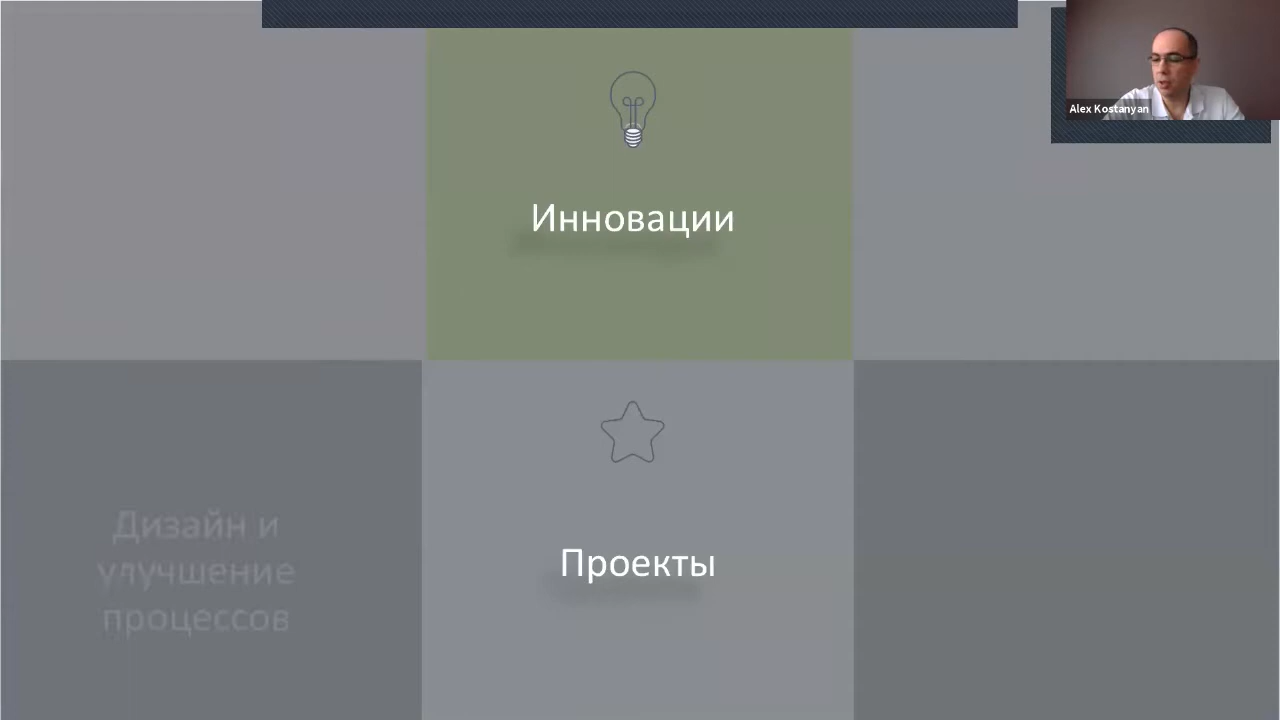 Alex Kostanyan
Инновации
Проекты
Дизайн и
улучшение
процессов